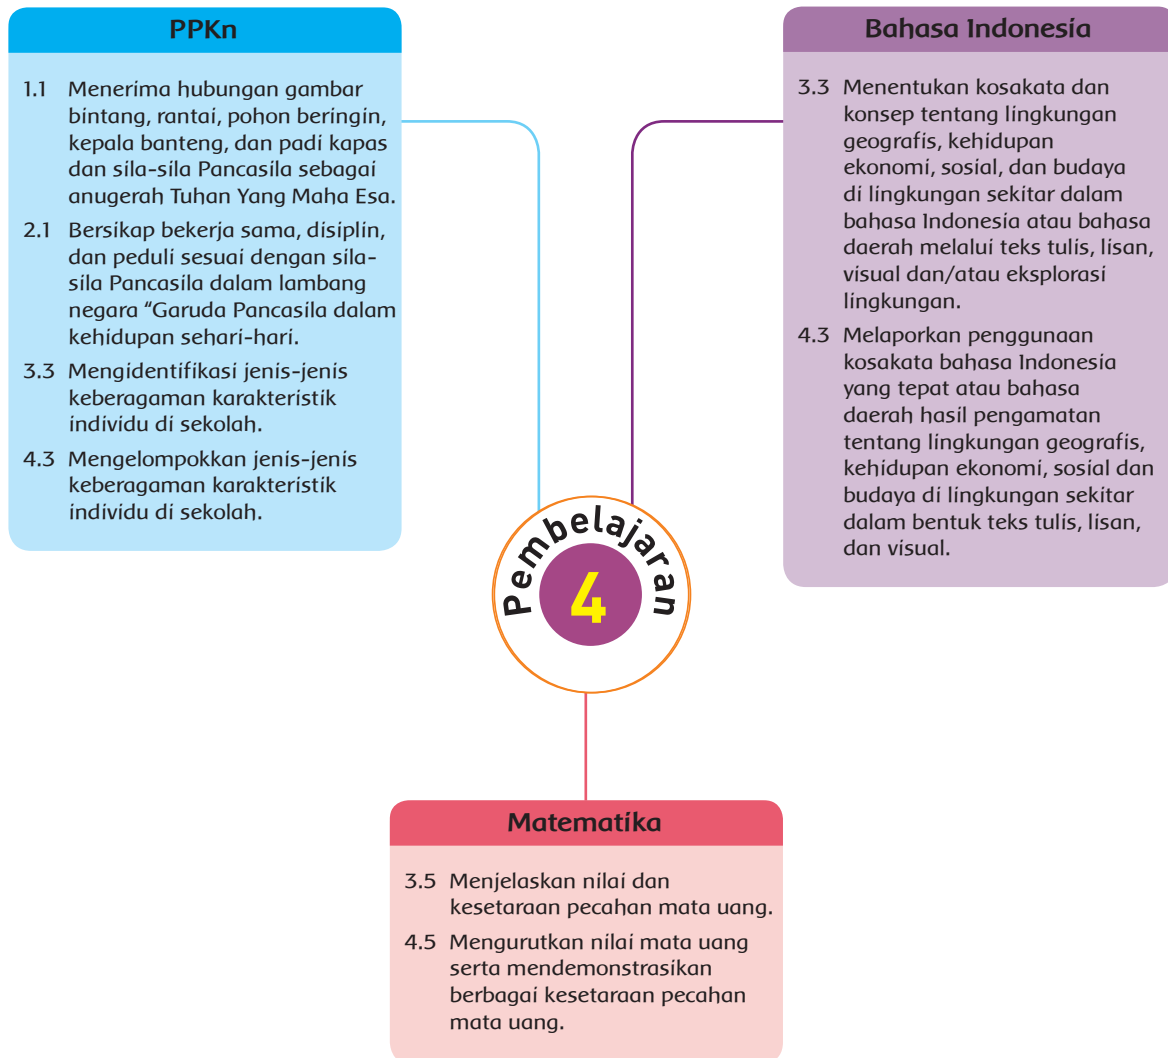 PPKn
1.1 Menerima hubungan gambar
bintang, rantai, pohon beringin,
kepala banteng, dan padi kapas
dan sila-sila Pancasila sebagai
anugerah Tuhan Yang Maha Esa.
2.1 Bersikap bekerja sama, disiplin,
dan peduli sesuai dengan sila-
sila Pancasila dalam lambang
negara “Garuda Pancasila dalam
kehidupan sehari-hari.
3.3 Mengidentifikasi jenis-jenis
keberagaman karakteristik
individu di sekolah.
4.3 Mengelompokkan jenis-jenis
keberagaman karakteristik
individu di sekolah.
Bahasa Indonesia
3.3 Menentukan kosakata dan
konsep tentang lingkungan
geografis, kehidupan
ekonomi, sosial, dan budaya
di lingkungan sekitar dalam
bahasa Indonesia atau bahasa
daerah melalui teks tulis, lisan,
visual dan/atau eksplorasi
lingkungan.
4.3 Melaporkan penggunaan
kosakata bahasa Indonesia
yang tepat atau bahasa
daerah hasil pengamatan
tentang lingkungan geografis,
kehidupan ekonomi, sosial dan
budaya di lingkungan sekitar
dalam bentuk teks tulis, lisan,
dan visual.
Pembelajaran
4
Matematika
3.5 Menjelaskan nilai dan
kesetaraan pecahan mata uang.
4.5 Mengurutkan nilai mata uang
serta mendemonstrasikan
berbagai kesetaraan pecahan
mata uang.